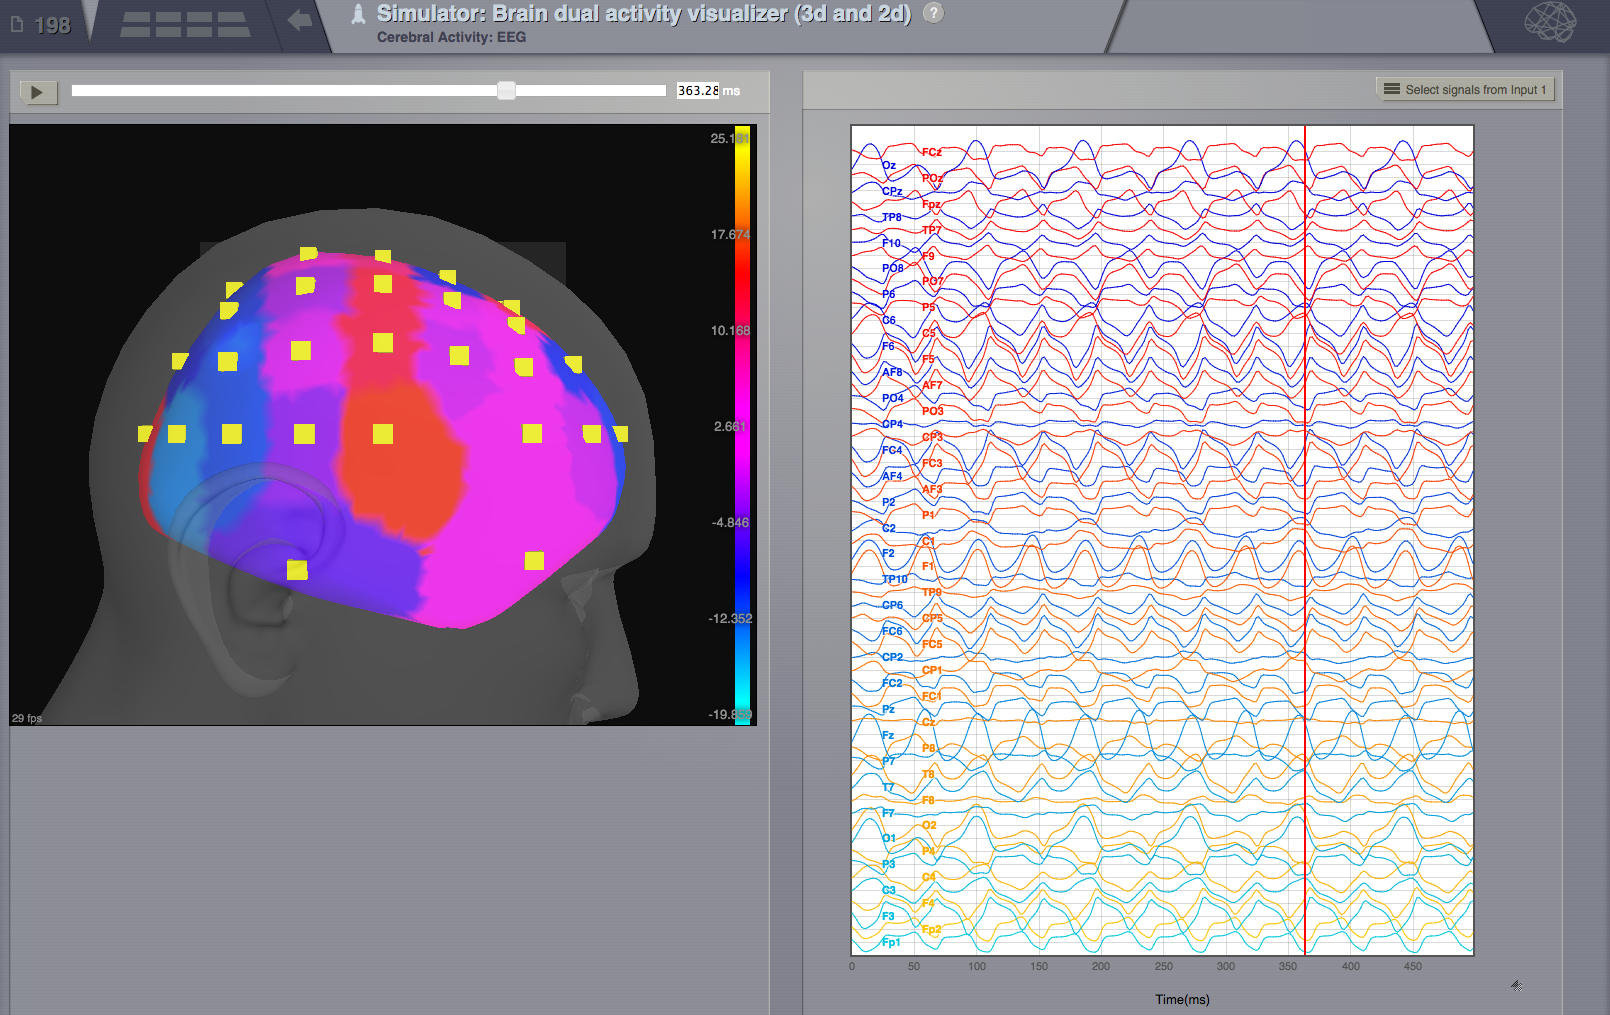 198
Simulator: Brain dual activity visualizer (3d and 2d) ?
Cerebral Activity: EEG
363.28 ms
Select signals from Input 1
25.181
17.674
10.168
2.661
-4.846
-12.352
-19.859
29 fps
FCz
Oz
POz
CPz
Fpz
TP8
TP7
F10
F9
PO8
PO7
P6
P5
C6
C5
F6
F5
AF8
AF7
PO4
PO3
CP4
CP3
FC4
FC3
AF4
AF3
P2
P1
C2
C1
F2
F1
TP10
TP9
CP6
CP5
FC6
FC5
CP2
CP1
FC2
FC1
Pz
Cz
Fz
P8
P7
T8
T7
F8
F7
O2
O1
P4
P3
C4
C3
F4
F3
Fp2
Fp1
0 50 100 150 200 250 300 350 400 450
Time(ms)